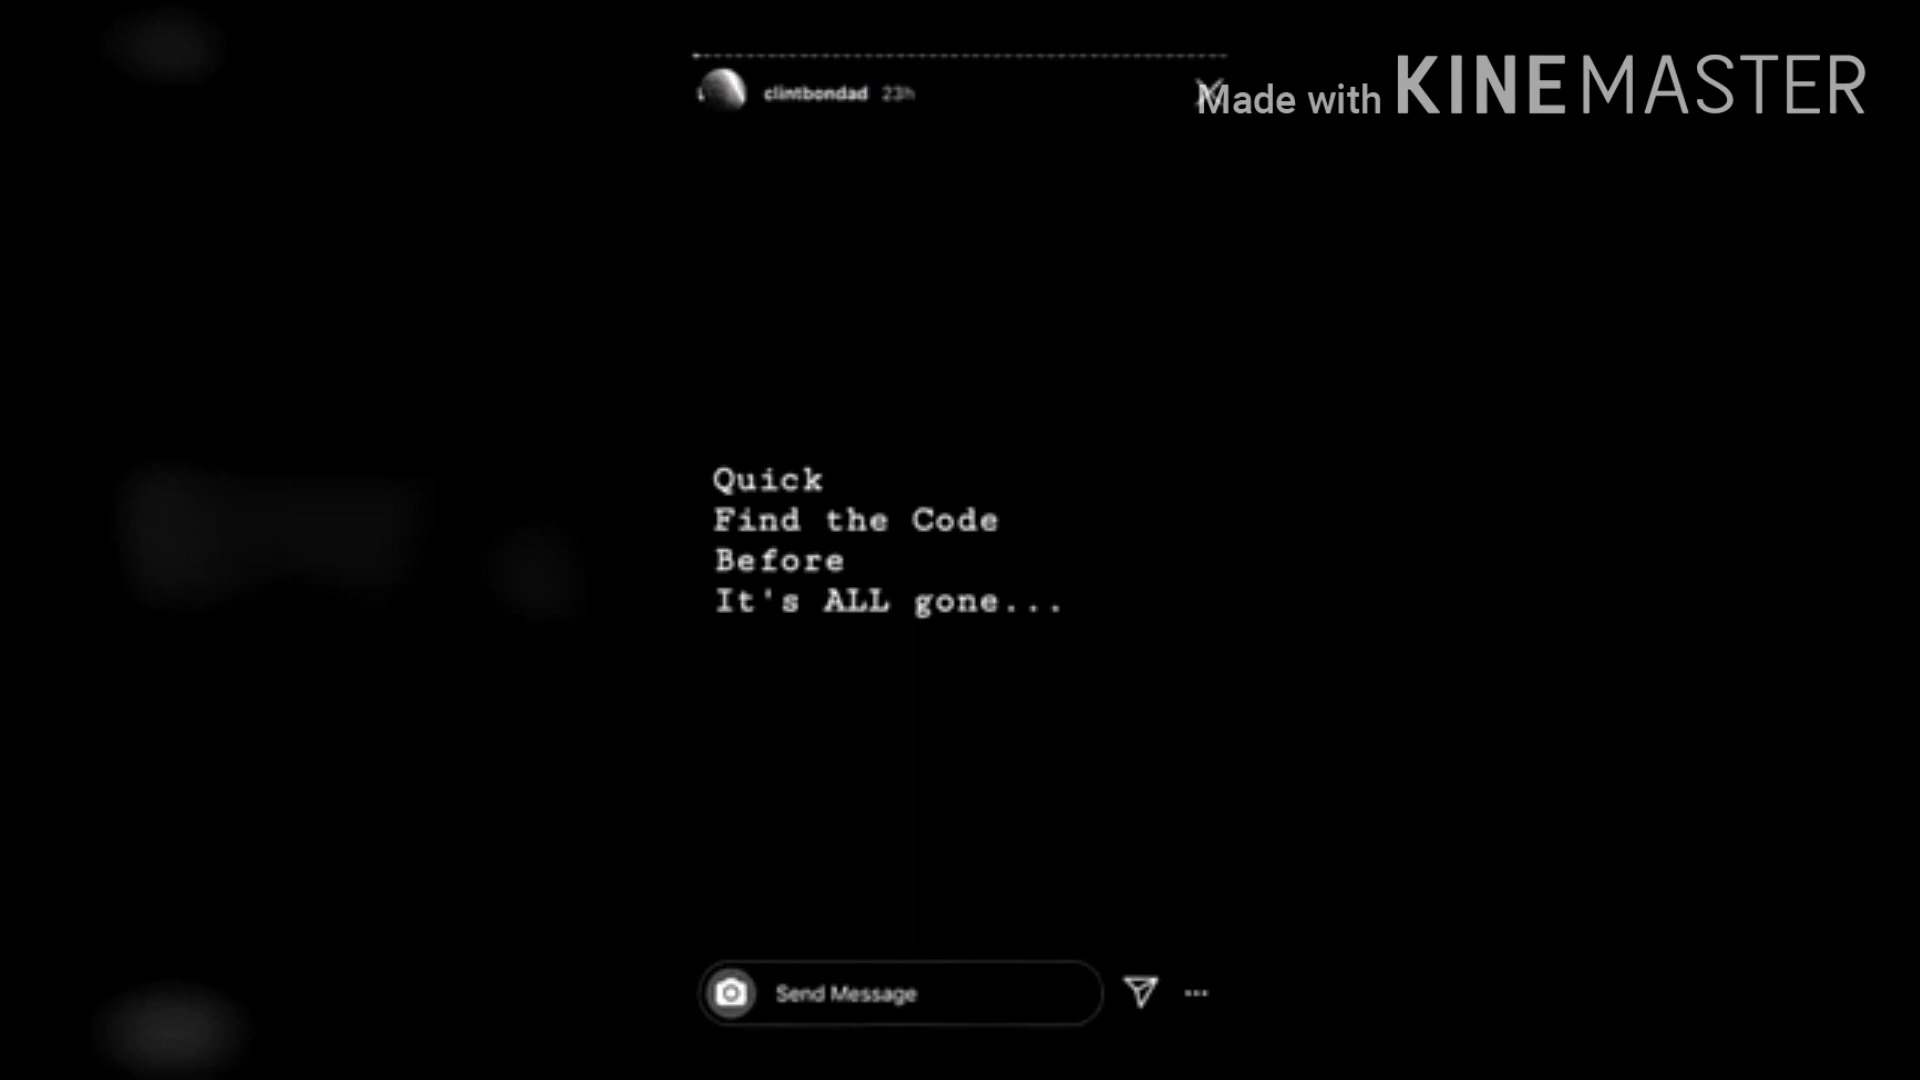 clintbondad 23h
Made with KINEMASTER
Quick
Find the Code
Before
It's ALL gone...
Send Message